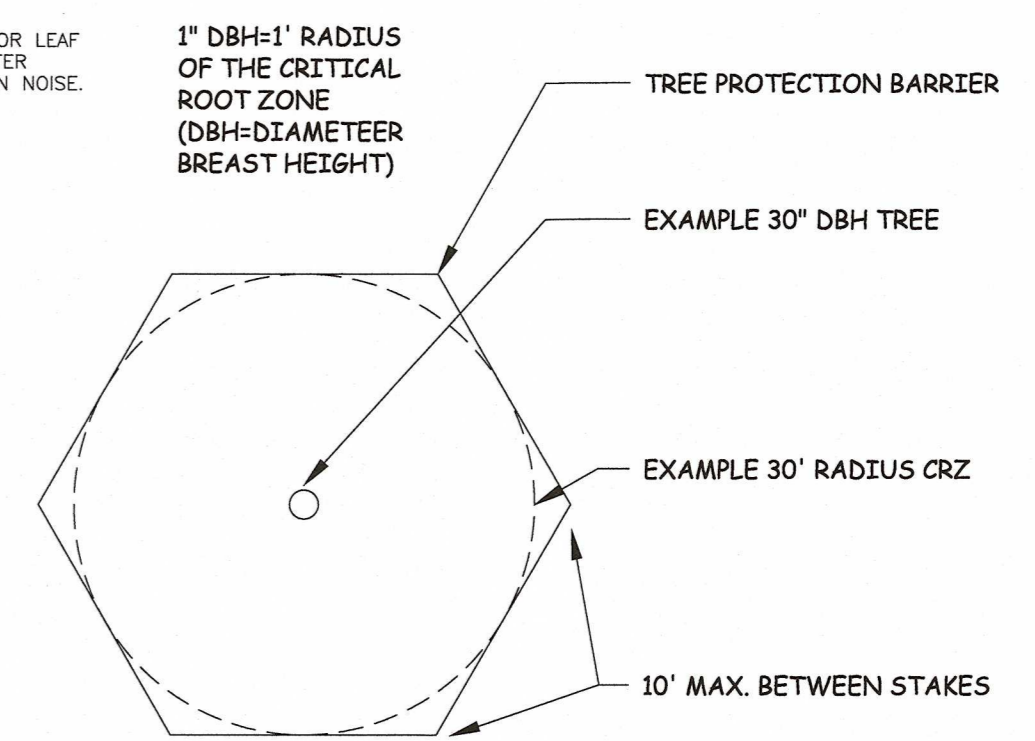 OR LEAF
TER
N NOISE.
1" DBH=1' RADIUS
OF THE CRITICAL
ROOT ZONE
(DBH=DIAMETEER
BREAST HEIGHT)
TREE PROTECTION BARRIER
EXAMPLE 30" DBH TREE
EXAMPLE 30' RADIUS CRZ
10' MAX. BETWEEN STAKES